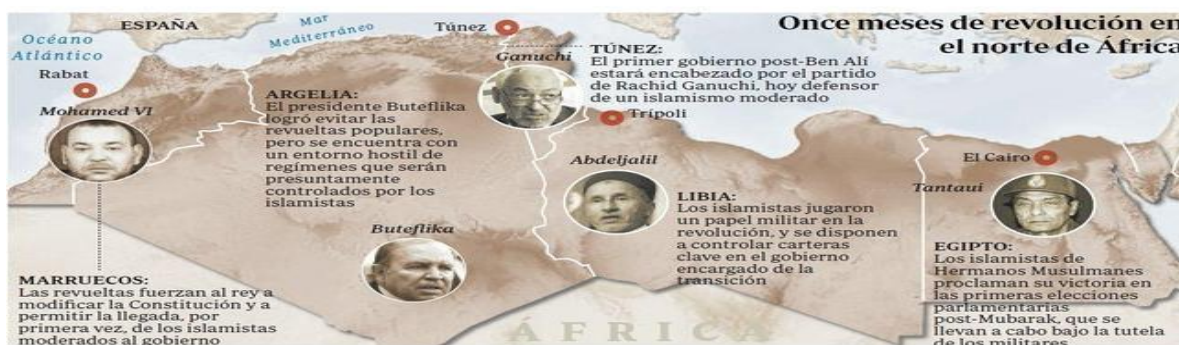 Once meses de revolución en
el norte de África
ESPAÑA
Mar
Mediterráneo
Océano
Atlántico
Rabat
Mohamed VI
MARRUECOS:
Las revueltas fuerzan al rey a
modificar la Constitución y a
permitir la llegada, por
primera vez, de los islamistas
moderados al gobierno
ARGELIA:
El presidente Buteflika
logró evitar las
revueltas populares,
pero se encuentra con
un entorno hostil de
regímenes que serán
presuntamente
controlados por los
islamistas
Buteflika
Túnez
Ganuchi
TÚNEZ:
El primer gobierno post-Ben Alí
estará encabezado por el partido
de Rachid Ganuchi, hoy defensor
de un islamismo moderado
Trípoli
Abdeljalil
LIBIA:
Los islamistas jugaron
un papel militar en la
revolución, y se disponen
a controlar carteras
clave en el gobierno
encargado de la
transición
El Cairo
Tantaui
EGIPTO:
Los islamistas de
Hermanos Musulmanes
proclaman su victoria en
las primeras elecciones
parlamentarias
post-Mubarak, que se
llevan a cabo bajo la tutela
de los militares
ÁFRICA